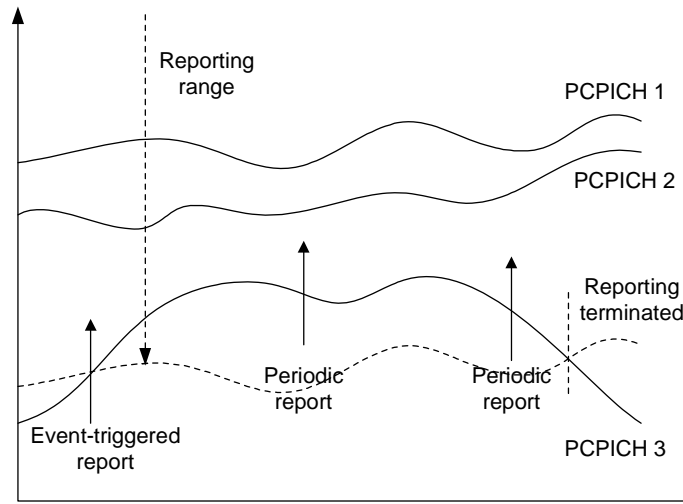 Reporting
range
PCPICH 1
PCPICH 2
Reporting
terminated
Periodic
report
Periodic
report
Event-triggered
report
PCPICH 3